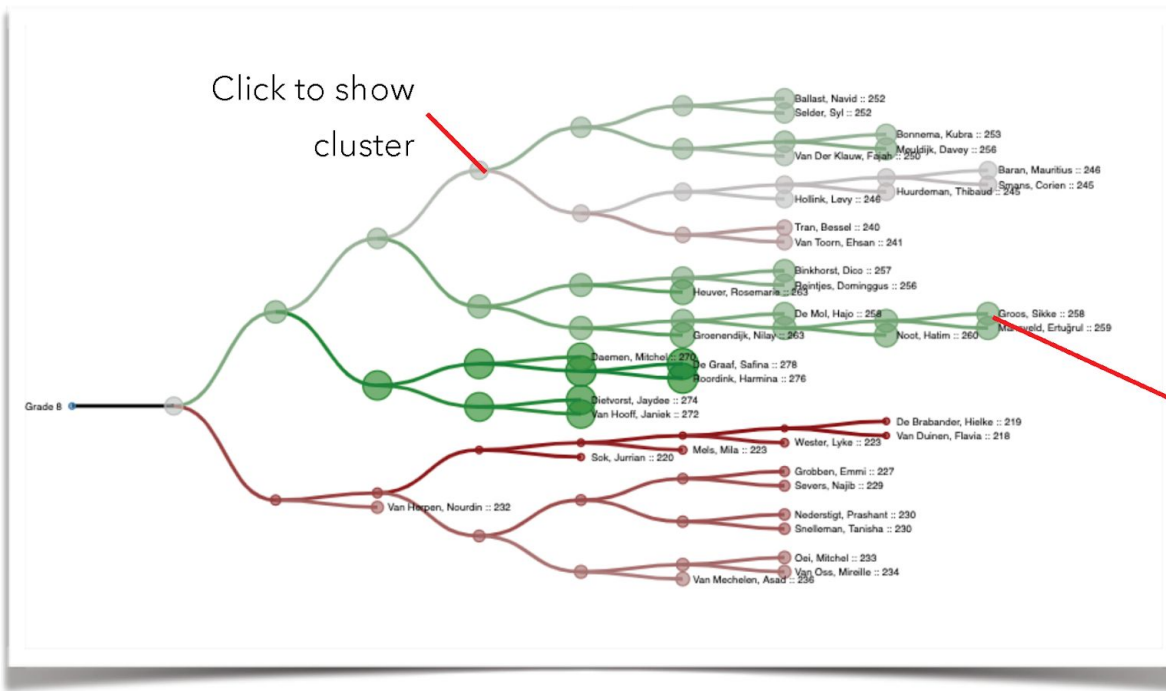 Click to show
cluster
Ballast, Navid :: 252
Selder, Syl :: 252
Bonnema, Kubra :: 253
Meuldijk, Davey :: 256
Van Der Klauw, Fajah :: 250
Baran, Mauritius :: 246
Smans, Corien :: 245
Huurdeman, Thibaud :: 245
Hollink, Levy :: 246
Tran, Bessel :: 240
Van Toorn, Ehsan :: 241
Binkhorst, Dico :: 257
Reintjes, Dominggus :: 256
Heuver, Rosemarie :: 263
De Mol, Hajo :: 258
Groos, Sikke :: 258
Ertuğrul :: 259
Groenendijk, Nilay :: 263
Noot, Hatim :: 260
Daemen, Mitchel :: 270
De Graaf, Safina :: 278
Roordink, Harmina :: 276
Dietvorst, Jaydee :: 274
Van Hooff, Janiek :: 272
Grade 8
De Brabander, Hielke :: 219
Van Duinen, Flavia :: 218
Wester, Lyke :: 223
Mels, Mila :: 223
Sok, Jurrian :: 220
Grobben, Emmi :: 227
Severs, Najib :: 229
Van Herpen, Nourdin :: 232
Nederstigt, Prashant :: 230
Snelleman, Tanisha :: 230
Oei, Mitchel :: 233
Van Oss, Mireille :: 234
Van Mechelen, Asad :: 236